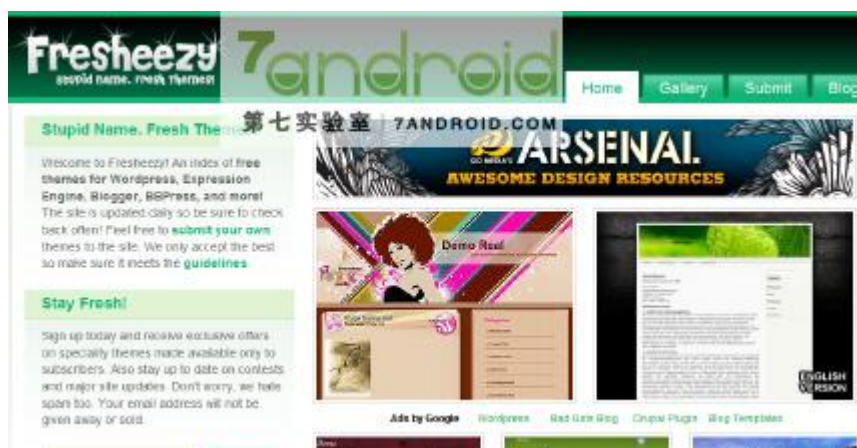 Fresheezy
stupid name. fresh themes!
7android
第七实验室 | 7ANDROID.COM
Home Gallery Submit Blog
Stupid Name. Fresh The
Welcome to Fresheezy! An index of free
themes for Wordpress, Expression
Engine, Blogger, BBPress, and more!
The site is updated daily so be sure to check
back often! Feel free to submit your own
themes to the site. We only accept the best
so make sure it meets the guidelines
Stay Fresh!
Sign up today and receive exclusive offers
on specialty themes made available only to
subscribers. Also stay up to date on contests
and major site updates. Don't worry, we hate
spam too. Your email address will not be
given away or sold.
GO MEDIA'S
ARSENAL
AWESOME DESIGN RESOURCES
Demo Real
ENGLISH
VERSION
Ads by Google Wordpress Bad Gate Blog Drupal Plugin Blog Templates